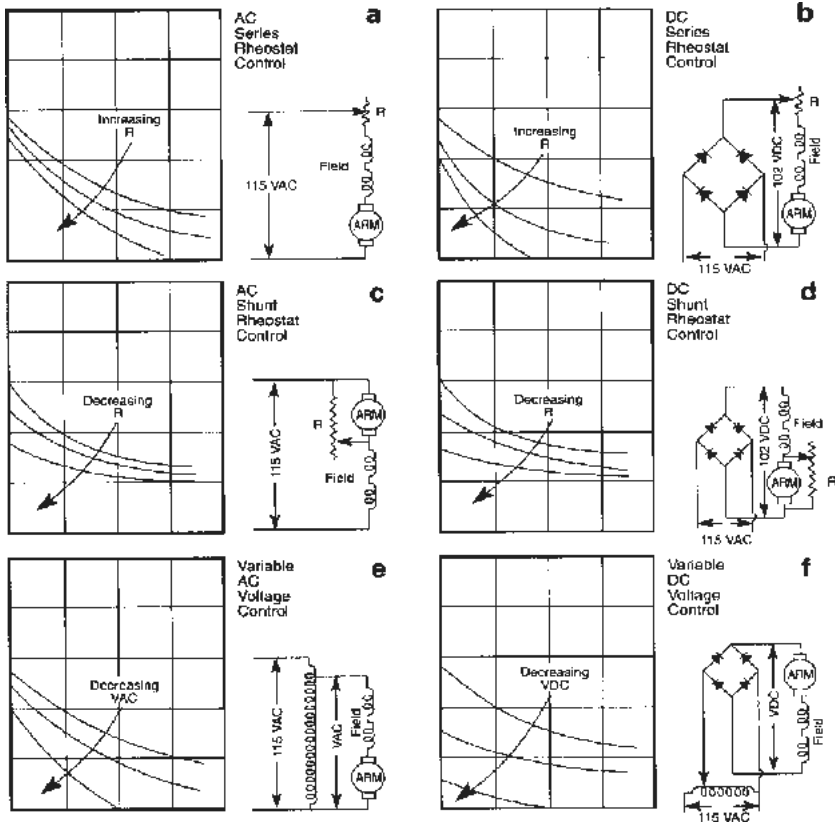 AC
Series
Rheostat
Control
a
Increasing
R
R
Field
115 VAC
ARM
DC
Series
Rheostat
Control
b
Increasing
R
R
Field
102 VDC
ARM
115 VAC
AC
Shunt
Rheostat
Control
c
Decreasing
R
115 VAC
R
ARM
Field
DC
Shunt
Rheostat
Control
d
Decreasing
R
102 VDC
Field
ARM
R
115 VAC
Variable
AC
Voltage
Control
e
Decreasing
VAC
115 VAC
VAC
Field
ARM
Variable
DC
Voltage
Control
f
Decreasing
VDC
VDC
ARM
Field
115 VAC